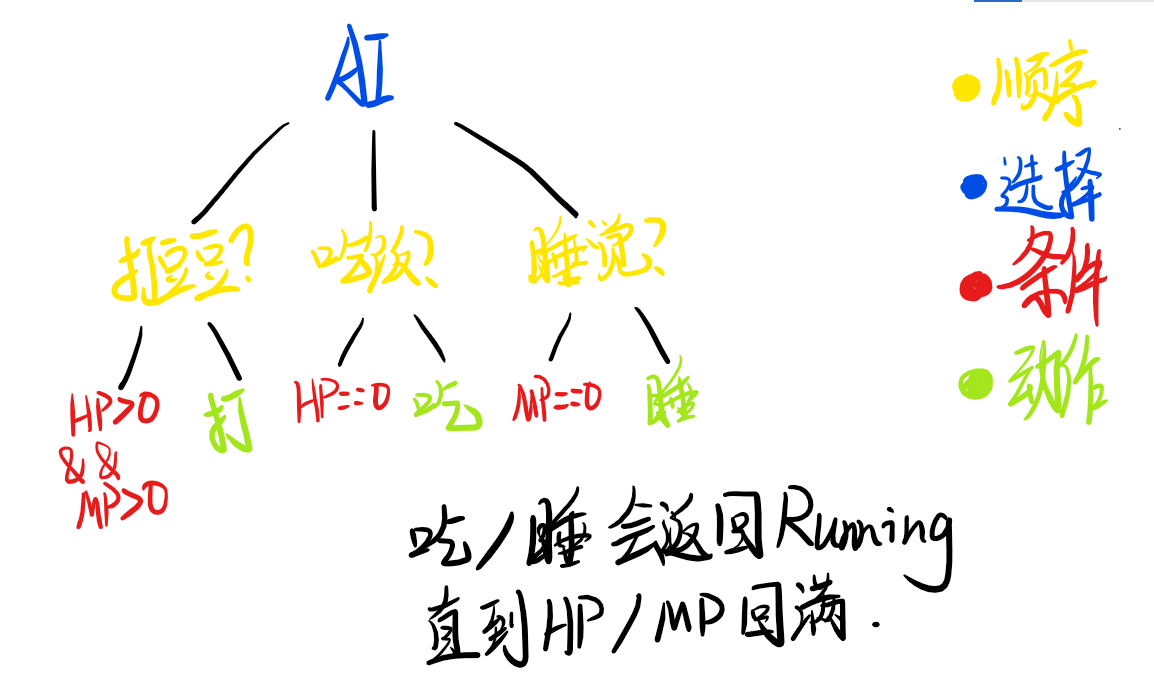 AI
打豆豆?
吃饭?
睡觉?
HP>0
&&
MP>0
打
HP==0
吃
MP==0
睡
顺序
选择
条件
动作
吃/睡会返回Running
直到HP/MP回满.